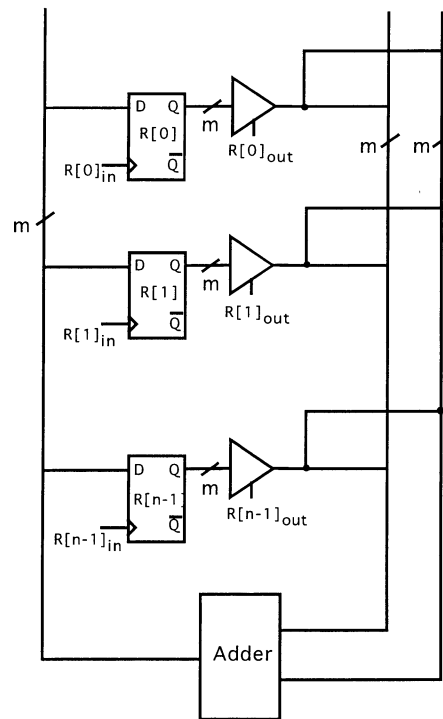 D Q
R[0]
Q
R[0]in
m
R[0]out
m
m
m
D Q
R[1]
Q
R[1]in
m
R[1]out
D Q
R[n-1]
Q
R[n-1]in
m
R[n-1]out
Adder